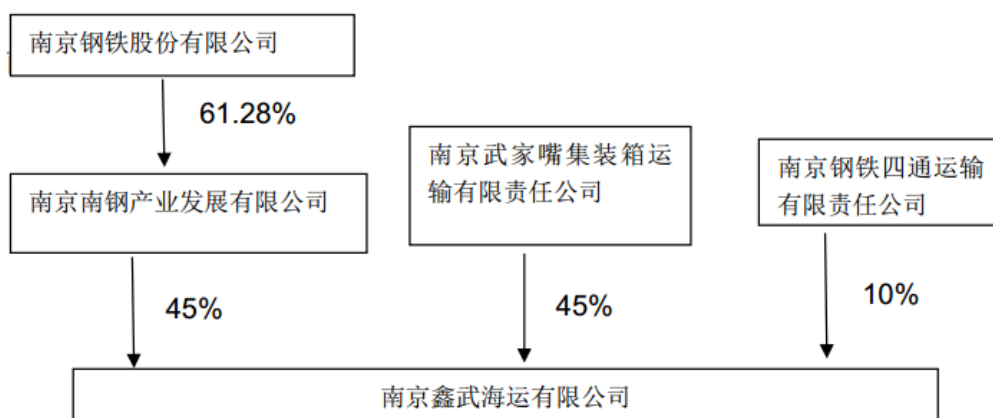 南京钢铁股份有限公司
61.28%
南京南钢产业发展有限公司
南京武家嘴集装箱运
输有限责任公司
南京钢铁四通运输
有限责任公司
45%
45%
10%
南京鑫武海运有限公司